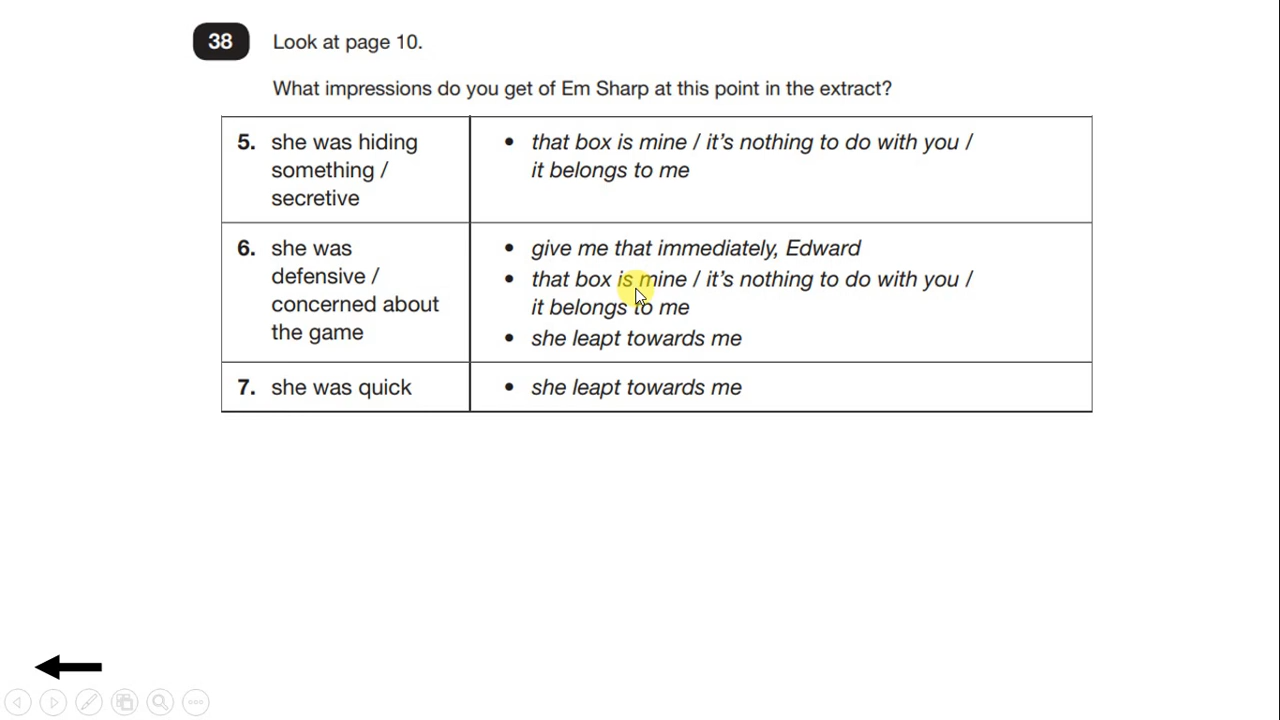 38 Look at page 10.
What impressions do you get of Em Sharp at this point in the extract?
5. she was hiding
something /
secretive
• that box is mine / it's nothing to do with you /
it belongs to me
6. she was
defensive /
concerned about
the game
• give me that immediately, Edward
• that box is mine / it's nothing to do with you /
it belongs to me
• she leapt towards me
7. she was quick
• she leapt towards me